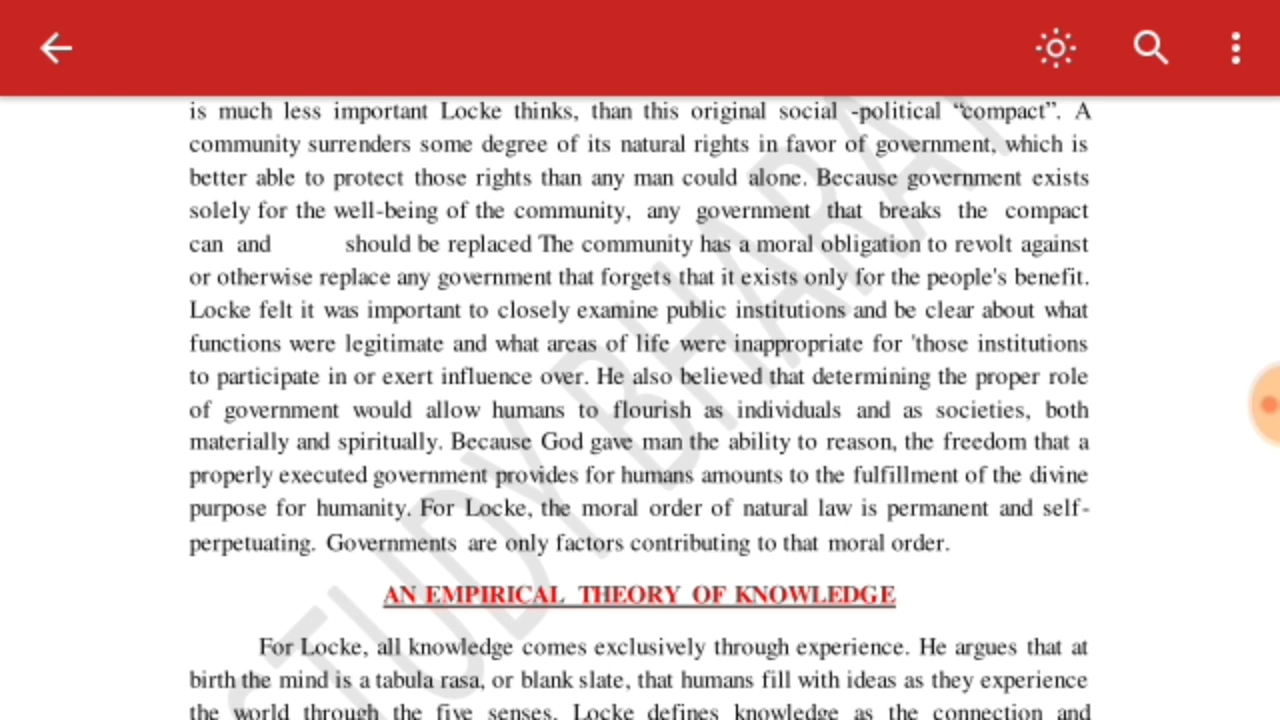 is much less important Locke thinks, than this original social -political “compact”. A
community surrenders some degree of its natural rights in favor of government, which is
better able to protect those rights than any man could alone. Because government exists
solely for the well-being of the community, any government that breaks the compact
can and should be replaced The community has a moral obligation to revolt against
or otherwise replace any government that forgets that it exists only for the people's benefit.
Locke felt it was important to closely examine public institutions and be clear about what
functions were legitimate and what areas of life were inappropriate for 'those institutions
to participate in or exert influence over. He also believed that determining the proper role
of government would allow humans to flourish as individuals and as societies, both
materially and spiritually. Because God gave man the ability to reason, the freedom that a
properly executed government provides for humans amounts to the fulfillment of the divine
purpose for humanity. For Locke, the moral order of natural law is permanent and self-
perpetuating. Governments are only factors contributing to that moral order.
AN EMPIRICAL THEORY OF KNOWLEDGE
For Locke, all knowledge comes exclusively through experience. He argues that at
birth the mind is a tabula rasa, or blank slate, that humans fill with ideas as they experience
the world through the five senses. Locke defines knowledge as the connection and
STUDY BHARAT